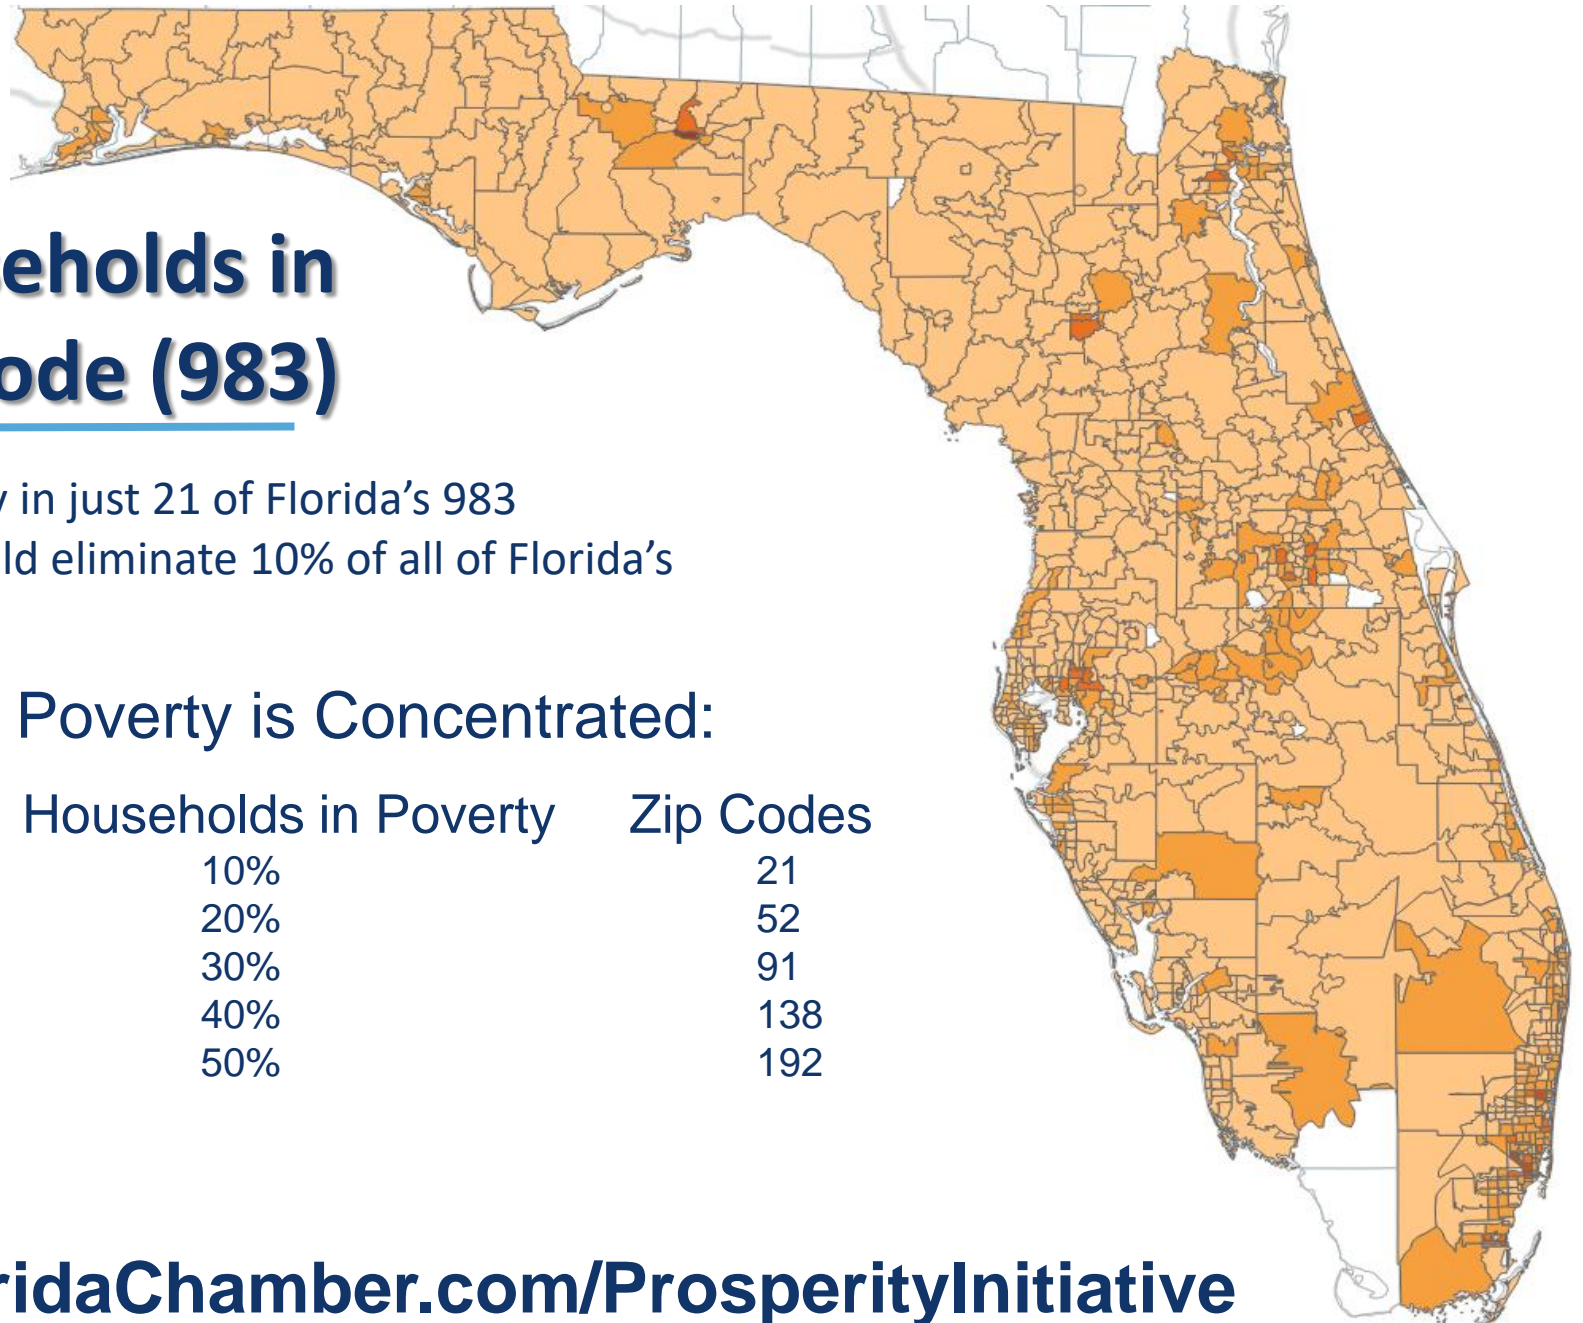 eholds in
ode (983)
y in just 21 of Florida’s 983
ld eliminate 10% of all of Florida’s
Poverty is Concentrated:
Households in Poverty Zip Codes
10% 21
20% 52
30% 91
40% 138
50% 192
ridaChamber.com/ProsperityInitiative